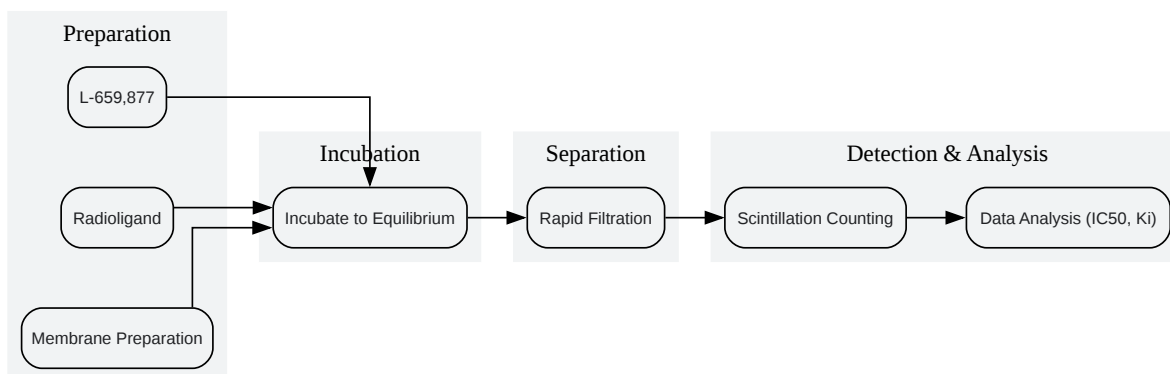 Preparation
L-659,877
Radioligand
Membrane Preparation
Incubation
Incubate to Equilibrium
Separation
Rapid Filtration
Detection & Analysis
Scintillation Counting
Data Analysis (IC50, Ki)